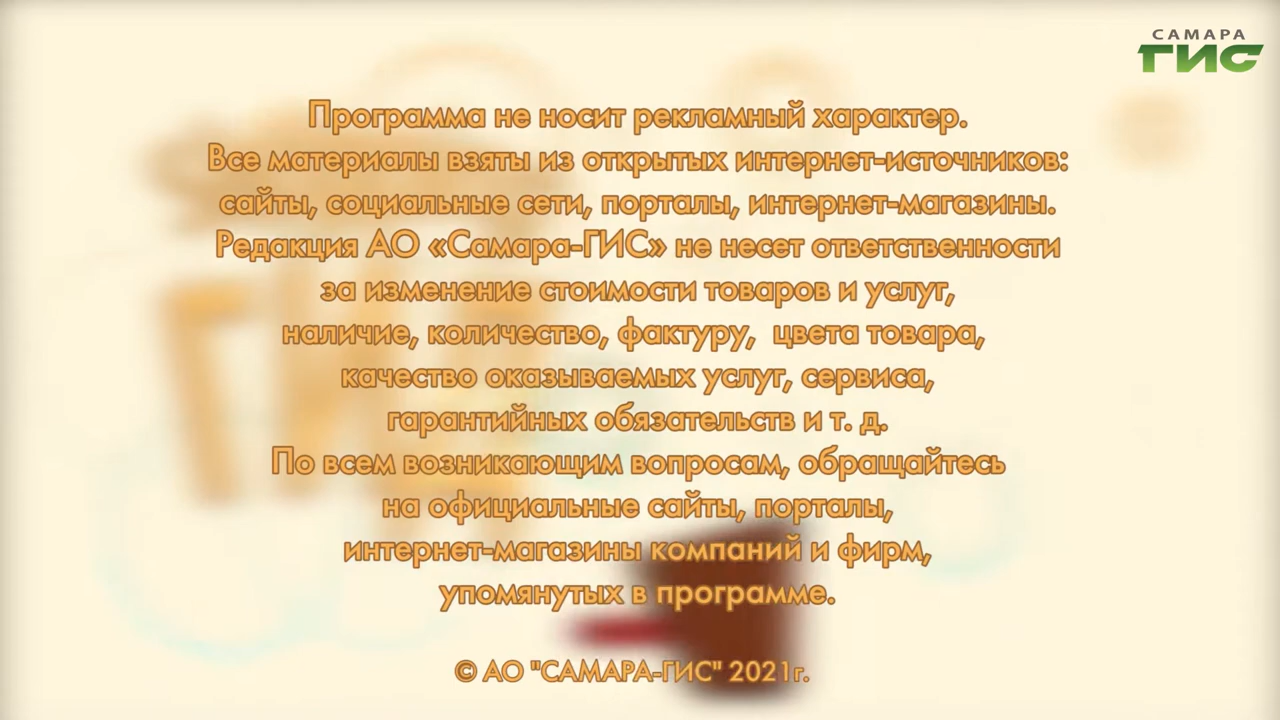 САМАРА
ГИС
Программа не носит рекламный характер.
Все материалы взяты из открытых интернет-источников:
сайты, социальные сети, порталы, интернет-магазины.
Редакция АО «Самара-ГИС» не несет ответственности
за изменение стоимости товаров и услуг,
наличие, количество, фактуру, цвета товара,
качество оказываемых услуг, сервиса,
гарантийных обязательств и т. д.
По всем возникающим вопросам, обращайтесь
на официальные сайты, порталы,
интернет-магазины компаний и фирм,
упомянутых в программе.
© АО "САМАРА-ГИС" 2021г.